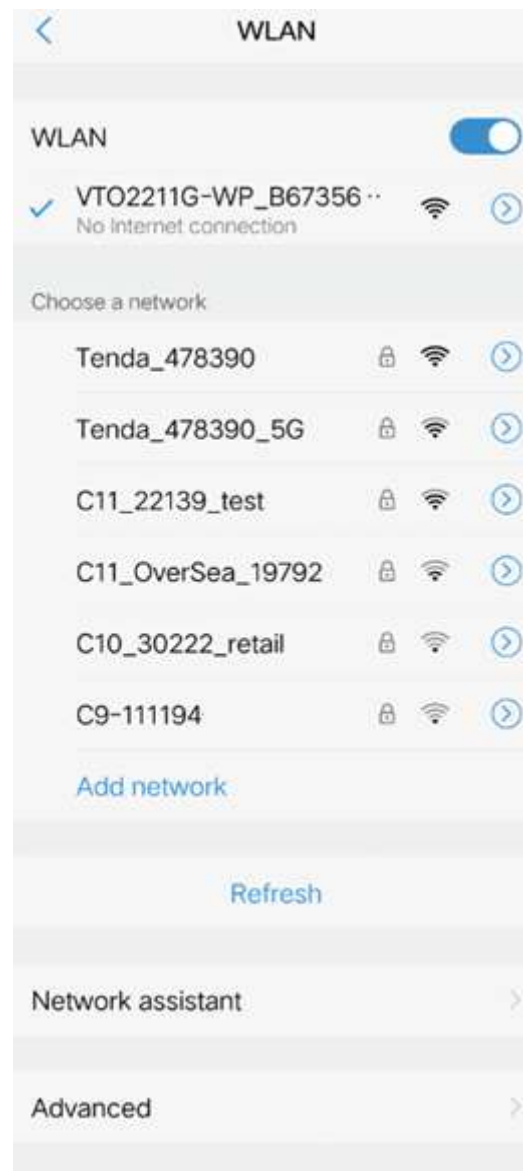 WLAN
WLAN
VTO2211G-WP_B67356··
No Internet connection
Choose a network
Tenda_478390
Tenda_478390_5G
C11_22139_test
C11_OverSea_19792
C10_30222_retail
C9-111194
Add network
Refresh
Network assistant
Advanced